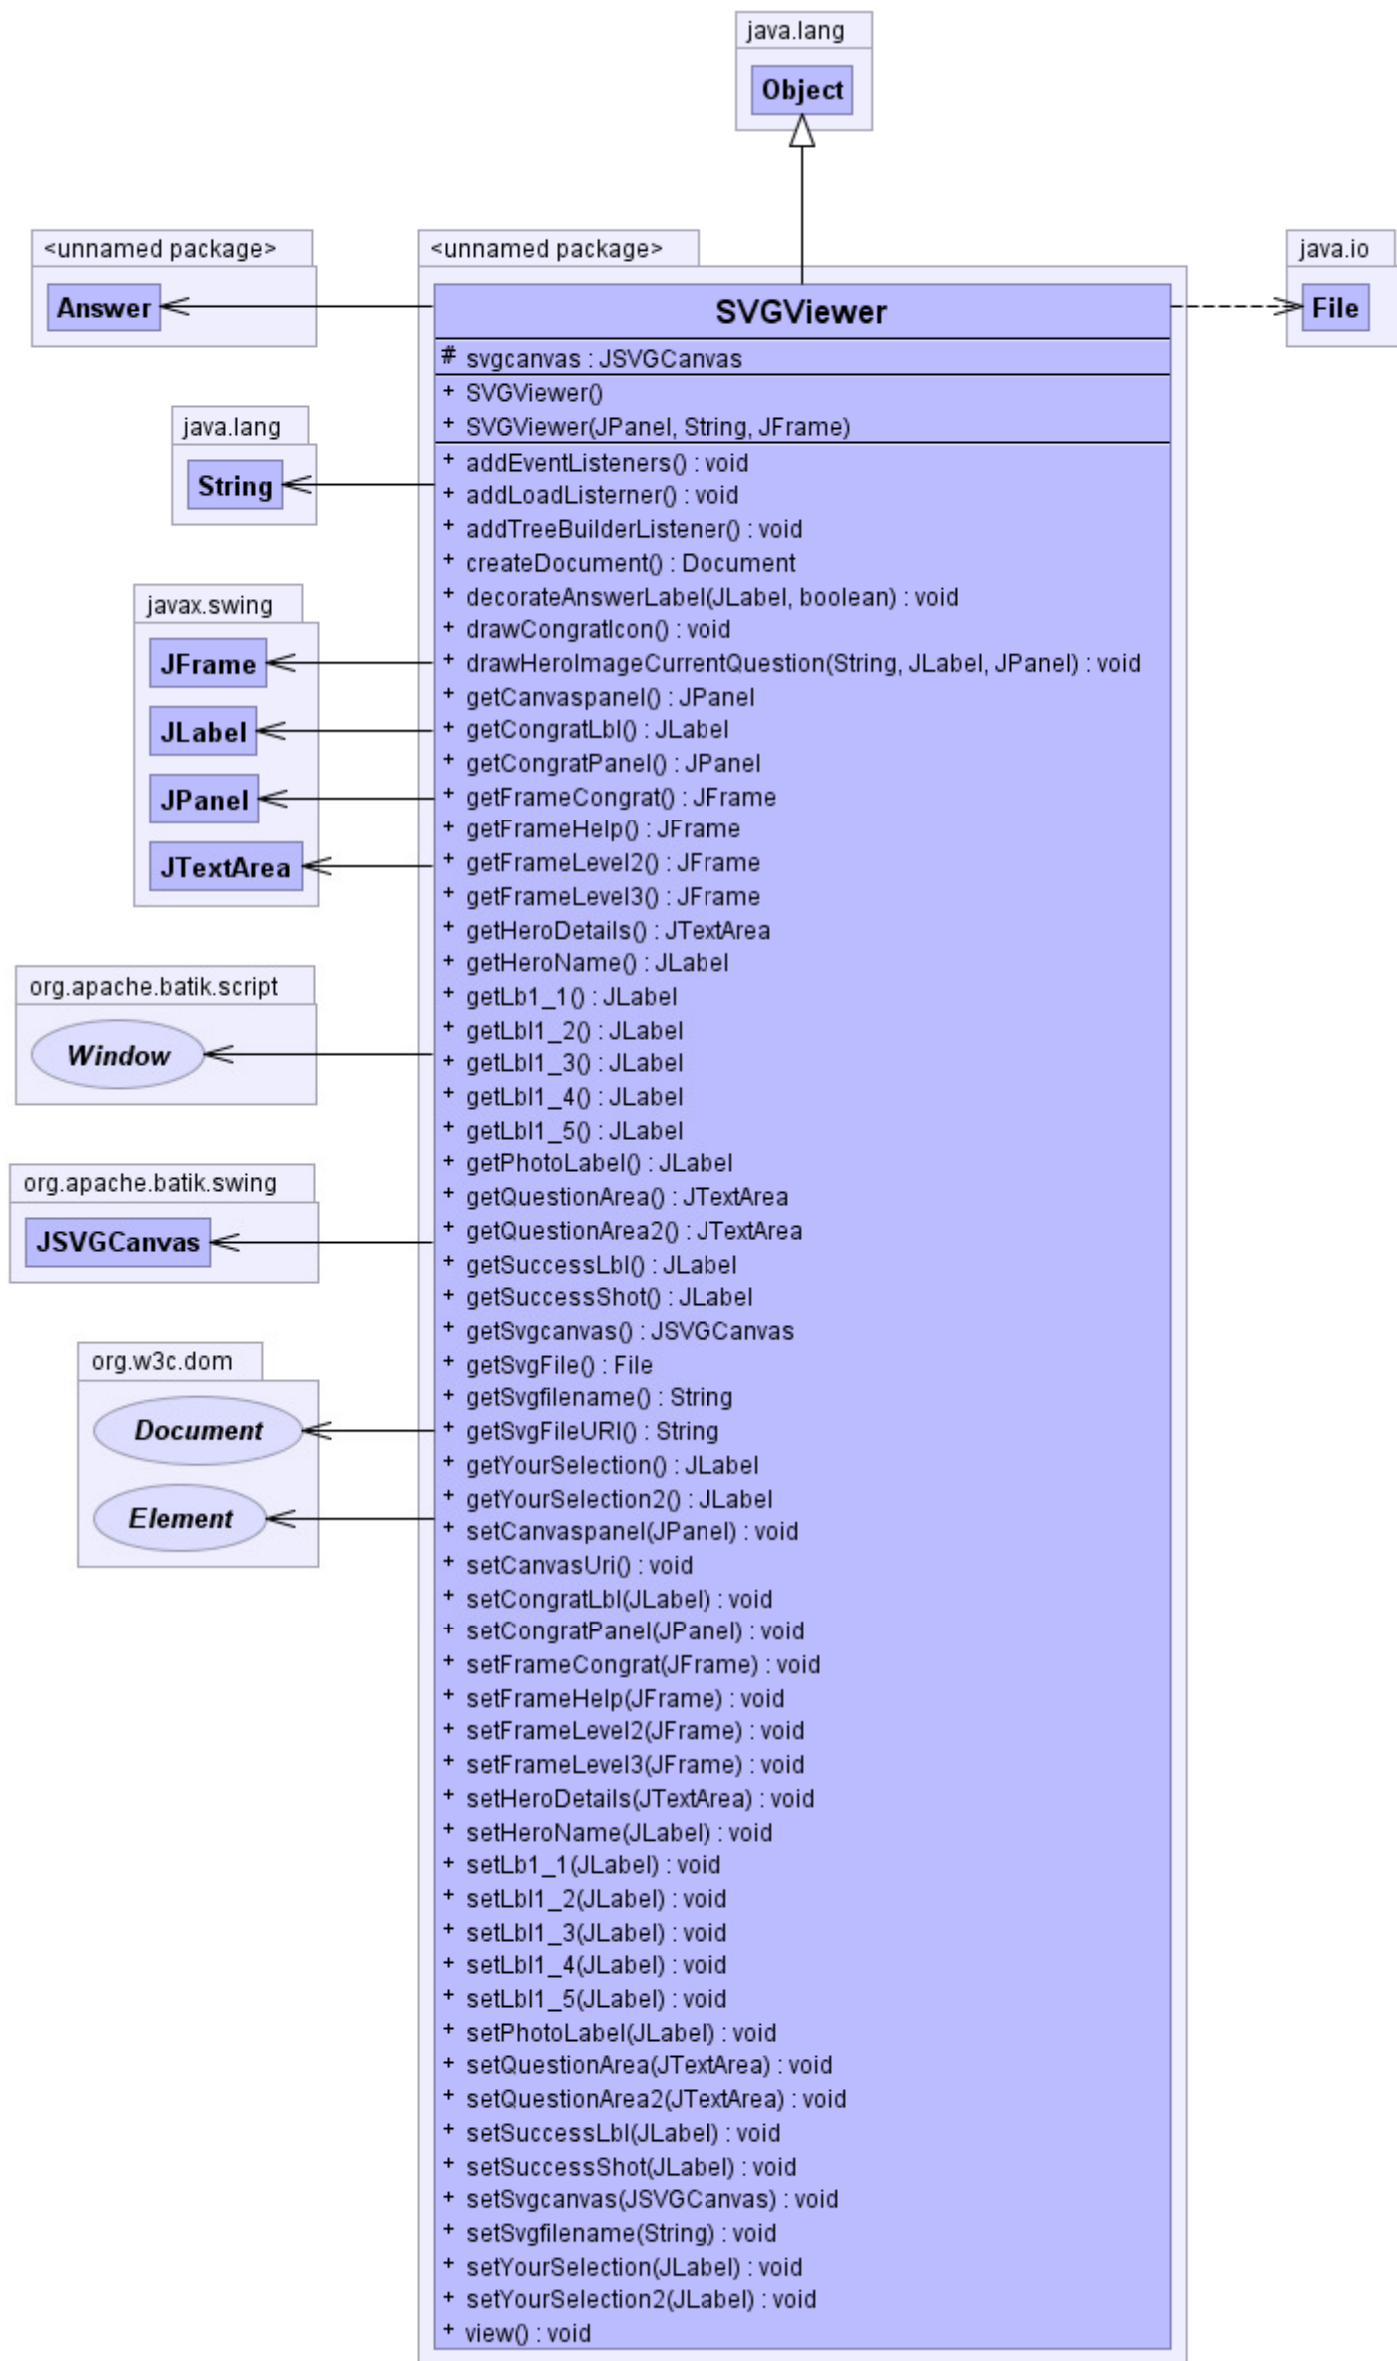 java.lang
Object
<unnamed package>
Answer
<unnamed package>
SVGViewer
java.io
File
# svgcanvas : JSVGCanvas
+ SVGViewer()
+ SVGViewer(JPanel, String, JFrame)
java.lang
String
+ addEventListeners() : void
+ addLoadListerner() : void
+ addTreeBuilderListener() : void
+ createDocument() : Document
+ decorateAnswerLabel(JLabel, boolean) : void
+ drawCongratIcon() : void
+ drawHeroImageCurrentQuestion(String, JLabel, JPanel) : void
+ getCanvaspanel() : JPanel
+ getCongratLbl() : JLabel
+ getCongratPanel() : JPanel
+ getFrameCongrat() : JFrame
+ getFrameHelp() : JFrame
+ getFrameLevel2() : JFrame
+ getFrameLevel3() : JFrame
+ getHeroDetails() : JTextArea
+ getHeroName() : JLabel
+ getLb1_1() : JLabel
+ getLbl1_2() : JLabel
+ getLbl1_3() : JLabel
+ getLbl1_4() : JLabel
+ getLbl1_5() : JLabel
+ getPhotoLabel() : JLabel
+ getQuestionArea() : JTextArea
+ getQuestionArea2() : JTextArea
+ getSuccessLbl() : JLabel
+ getSuccessShot() : JLabel
+ getSvgcanvas() : JSVGCanvas
+ getSvgFile() : File
+ getSvgfilename() : String
+ getSvgFileURI() : String
+ getYourSelection() : JLabel
+ getYourSelection2() : JLabel
+ setCanvaspanel(JPanel) : void
+ setCanvasUri() : void
+ setCongratLbl(JLabel) : void
+ setCongratPanel(JPanel) : void
+ setFrameCongrat(JFrame) : void
+ setFrameHelp(JFrame) : void
+ setFrameLevel2(JFrame) : void
+ setFrameLevel3(JFrame) : void
+ setHeroDetails(JTextArea) : void
+ setHeroName(JLabel) : void
+ setLb1_1(JLabel) : void
+ setLbl1_2(JLabel) : void
+ setLbl1_3(JLabel) : void
+ setLbl1_4(JLabel) : void
+ setLbl1_5(JLabel) : void
+ setPhotoLabel(JLabel) : void
+ setQuestionArea(JTextArea) : void
+ setQuestionArea2(JTextArea) : void
+ setSuccessLbl(JLabel) : void
+ setSuccessShot(JLabel) : void
+ setSvgcanvas(JSVGCanvas) : void
+ setSvgfilename(String) : void
+ setYourSelection(JLabel) : void
+ setYourSelection2(JLabel) : void
+ view() : void
javax.swing
JFrame
JLabel
JPanel
JTextArea
org.apache.batik.script
Window
org.apache.batik.swing
JSVGCanvas
org.w3c.dom
Document
Element